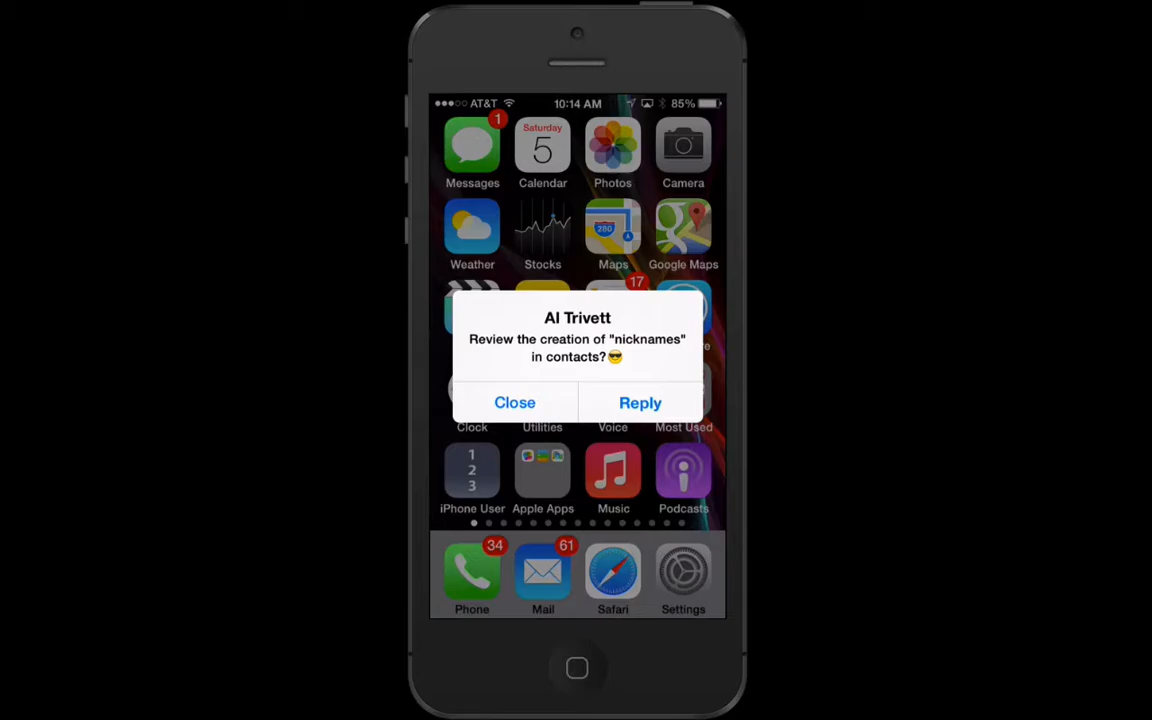 AT&T 10:14 AM 85%
1
Saturday
5
Messages Calendar Photos Camera
280
Weather Stocks Maps Google Maps
17
Al Trivett
Review the creation of "nicknames"
in contacts?😎
Close Reply
Clock Utilities Voice Most Used
1
2
3
iPhone User Apple Apps Music Podcasts
34 61
Phone Mail Safari Settings